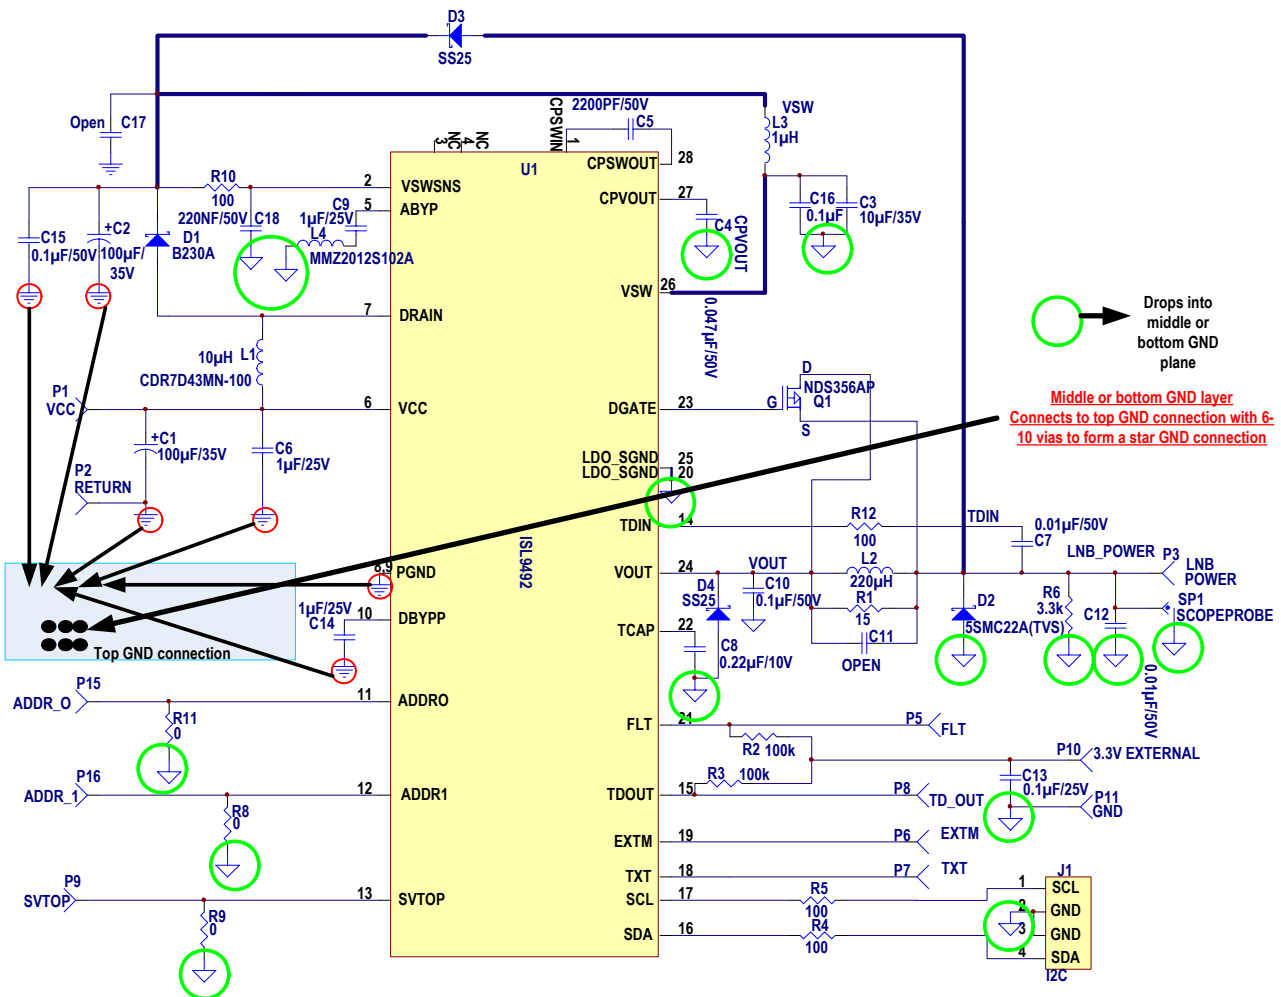 D3
SS25
VSW
L3
1µH
2200PF/50V
C5
CPSWIN
1
NC
3
NC
4
Open
C17
U1
CPSWOUT
28
R10
100
2
VSWSNS
CPVOUT
27
C16
0.1µF
C3
10µF/35V
5
ABYP
C9
1µF/25V
220NF/50V
C18
L4
MMZ2012S102A
C4
CPVOUT
C15
0.1µF/50V
+C2
100µF/
35V
D1
B230A
VSW
26
0.047µF/50V
7
DRAIN
Drops into
middle or
bottom GND
plane
10µH
L1
CDR7D43MN-100
D
NDS356AP
Q1
G
S
P1
VCC
6
VCC
DGATE
23
Middle or bottom GND layer
Connects to top GND connection with 6-
10 vias to form a star GND connection
+C1
100µF/35V
C6
1µF/25V
P2
RETURN
LDO_SGND
25
LDO_SGND
20
TDIN
14
R12
100
TDIN
0.01µF/50V
C7
ISL9492
8,9
PGND
VOUT
24
VOUT
L2
220µH
LNB_POWER
P3
LNB
POWER
D4
SS25
C10
0.1µF/50V
R1
15
D2
5SMC22A(TVS)
R6
3.3k
C12
SP1
SCOPEPROBE
1µF/25V
C14
10
DBYPP
TCAP
22
C8
0.22µF/10V
C11
OPEN
0.01µF/50V
Top GND connection
P15
ADDR_O
11
ADDRO
R11
0
FLT
21
P5
FLT
R2
100k
P10
3.3V EXTERNAL
R3
100k
C13
0.1µF/25V
P16
ADDR_1
12
ADDR1
R8
0
TDOUT
15
P8
TD_OUT
P11
GND
EXTM
19
P6
EXTM
TXT
18
P7
TXT
P9
SVTOP
13
SVTOP
R9
0
SCL
17
R5
100
SDA
16
R4
100
J1
1
SCL
2
GND
3
GND
4
SDA
I2C